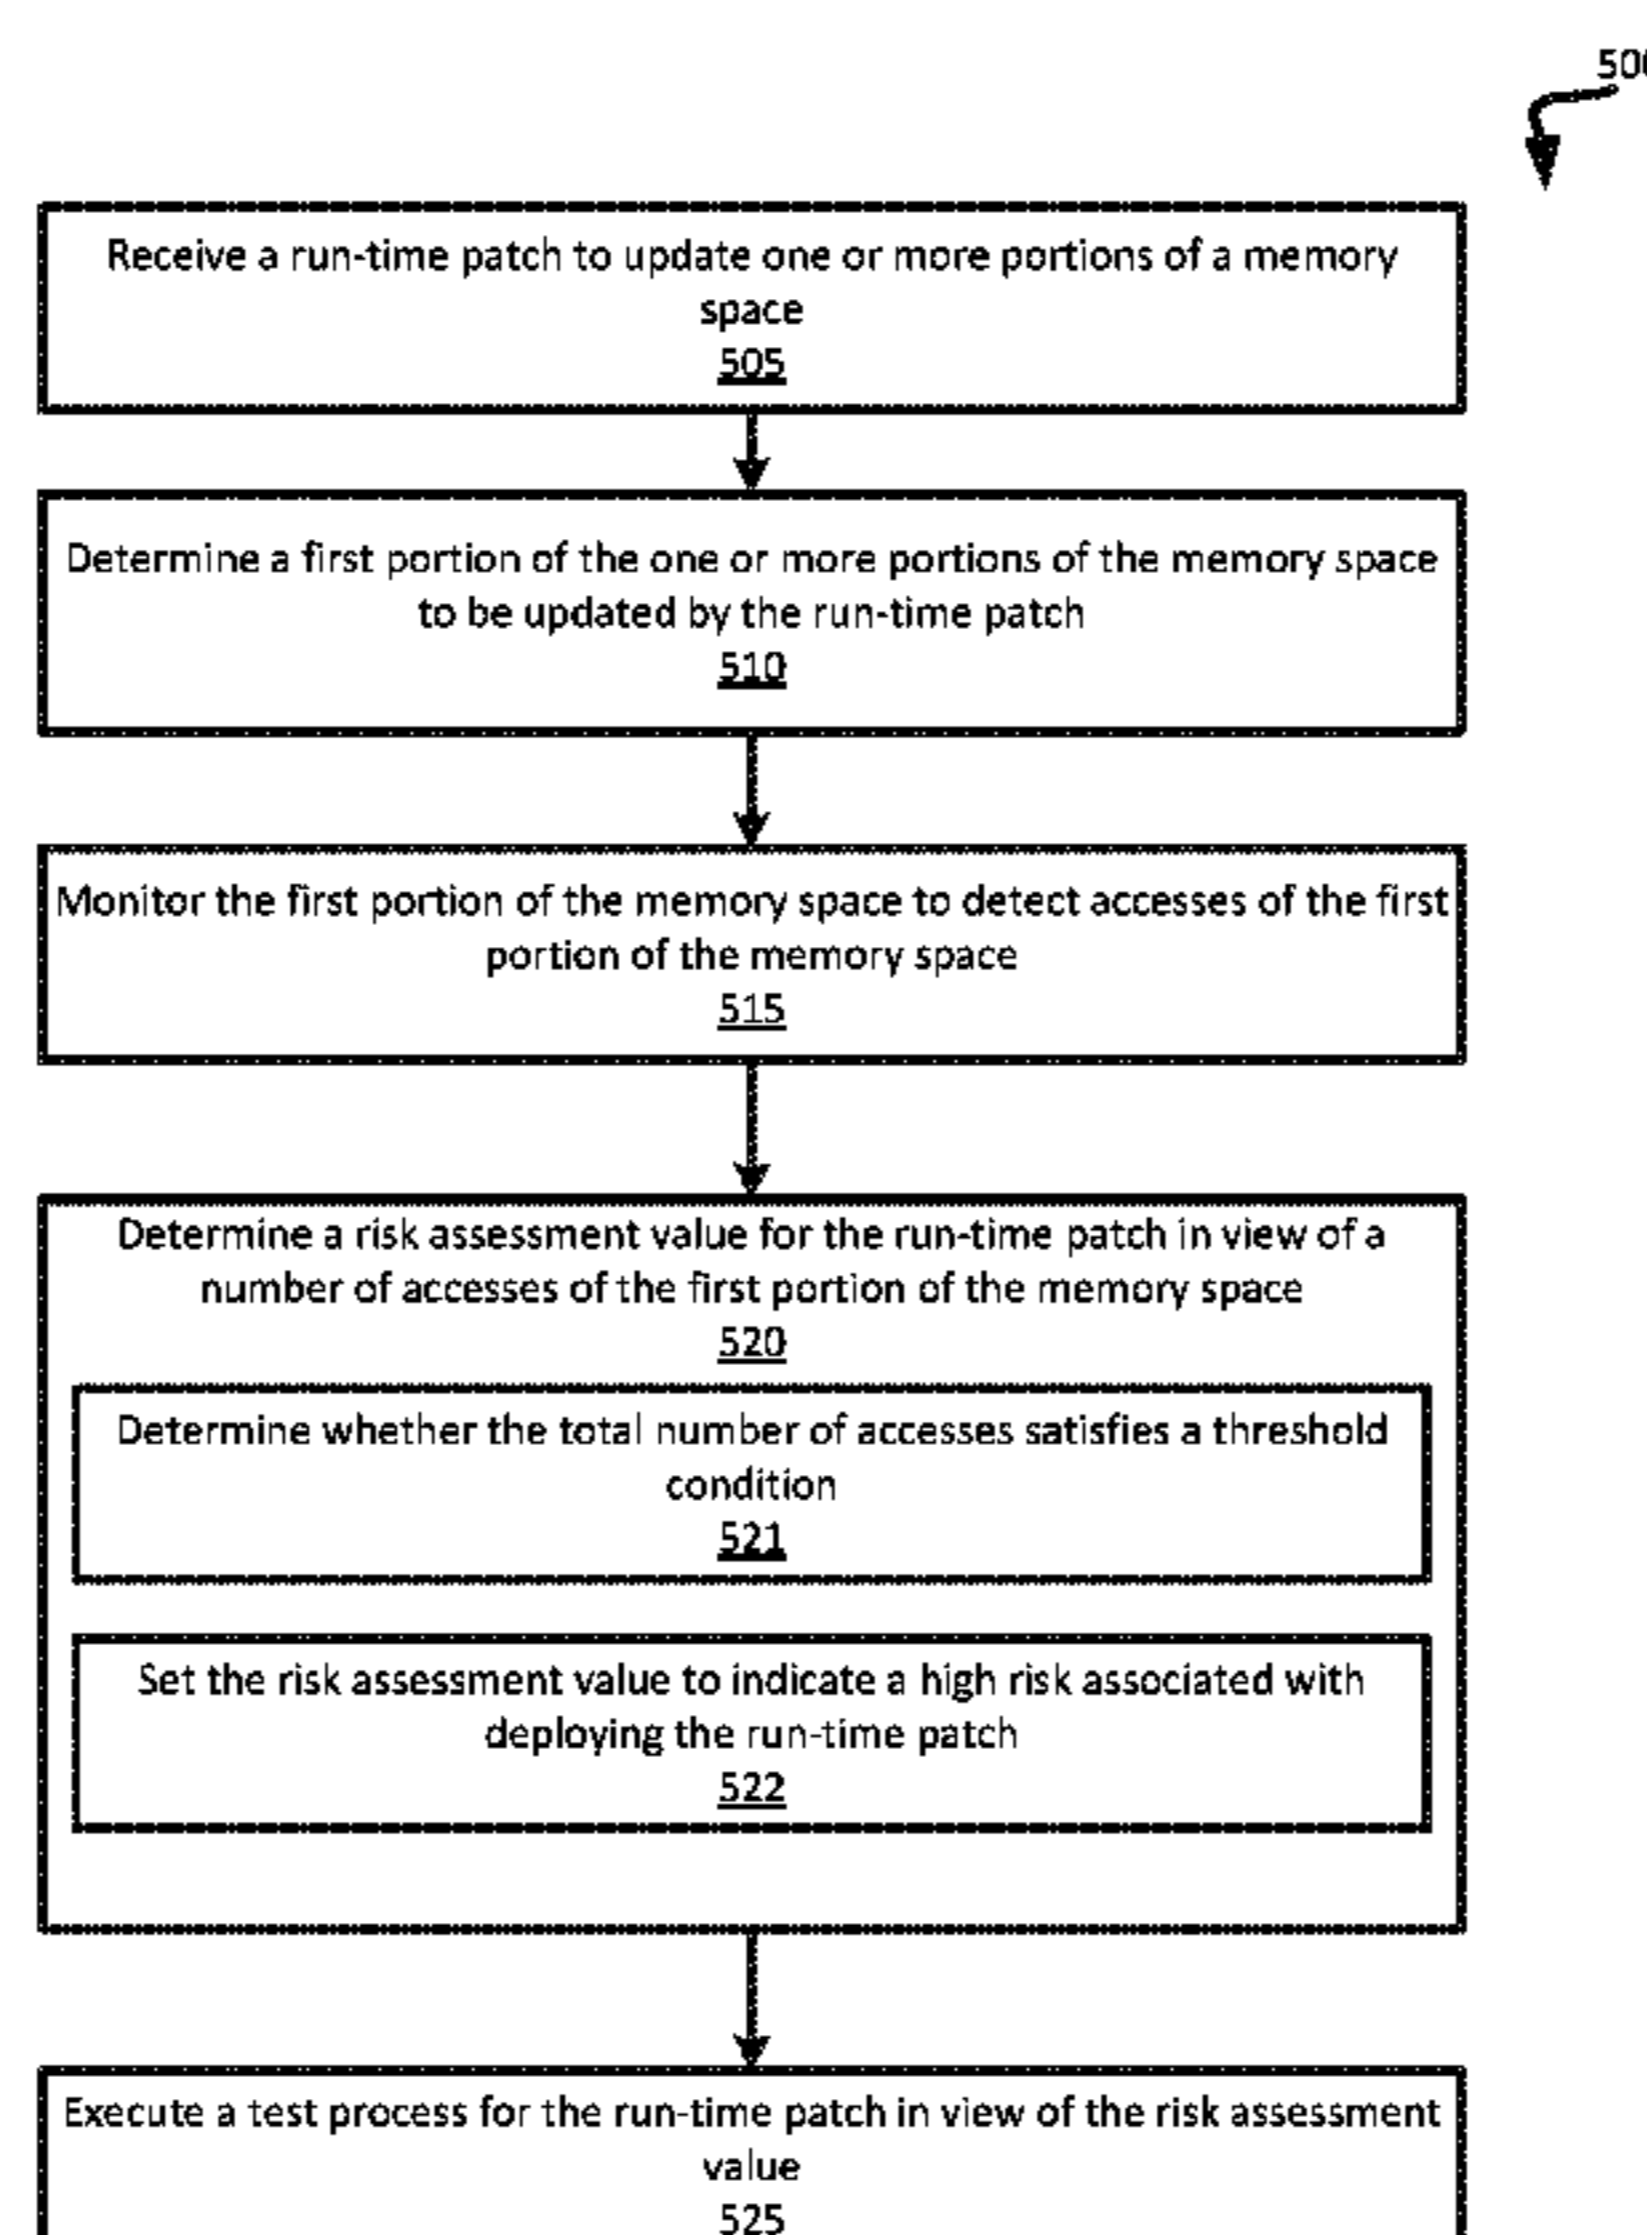 500
Receive a run-time patch to update one or more portions of a memory
space
505
Determine a first portion of the one or more portions of the memory space
to be updated by the run-time patch
510
Monitor the first portion of the memory space to detect accesses of the first
portion of the memory space
515
Determine a risk assessment value for the run-time patch in view of a
number of accesses of the first portion of the memory space
520
Determine whether the total number of accesses satisfies a threshold
condition
521
Set the risk assessment value to indicate a high risk associated with
deploying the run-time patch
522
Execute a test process for the run-time patch in view of the risk assessment
value
525